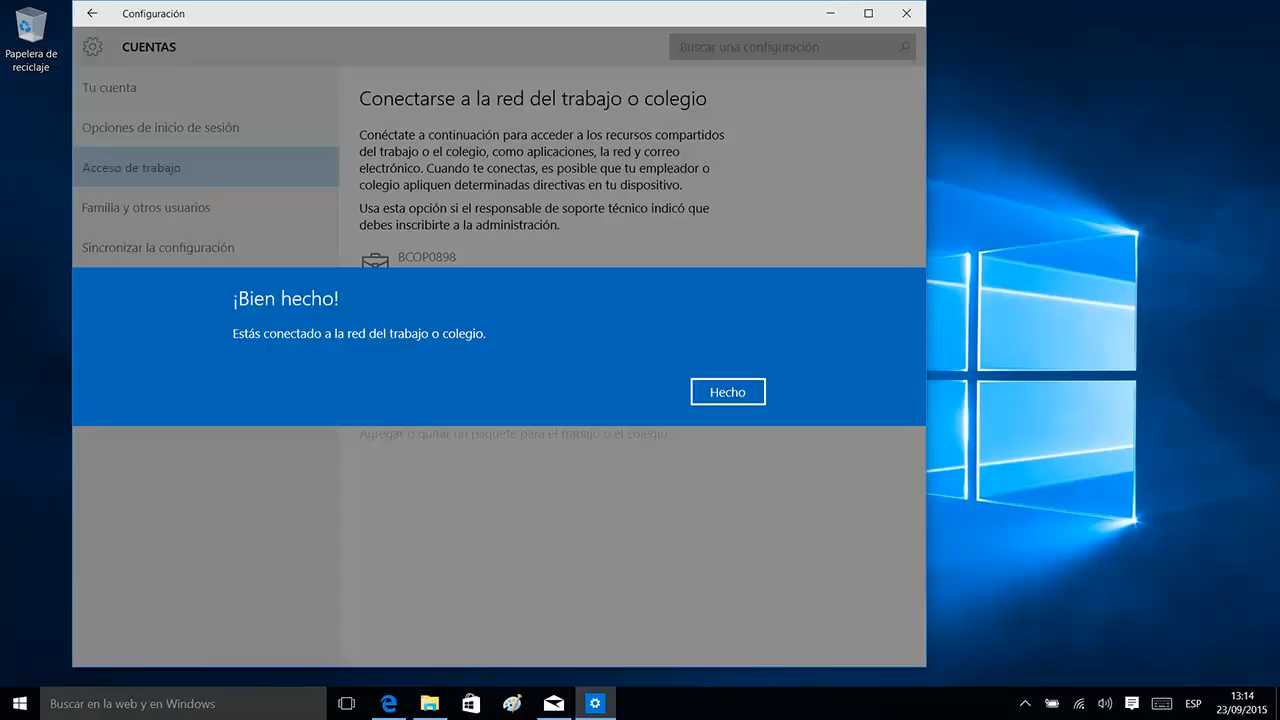 Papelera de
reciclaje
Configuración
CUENTAS
Buscar una configuración
Tu cuenta
Opciones de inicio de sesión
Acceso de trabajo
Familia y otros usuarios
Sincronizar la configuración
Conectarse a la red del trabajo o colegio
Conéctate a continuación para acceder a los recursos compartidos
del trabajo o el colegio, como aplicaciones, la red y correo
electrónico. Cuando te conectas, es posible que tu empleador o
colegio apliquen determinadas directivas en tu dispositivo.
Usa esta opción si el responsable de soporte técnico indicó que
debes inscribirte a la administración.
BCOP0898
¡Bien hecho!
Estás conectado a la red del trabajo o colegio.
Hecho
Agregar o quitar un paquete para el trabajo o el colegio
Buscar en la web y en Windows
ESP
13:14
23/09/2015